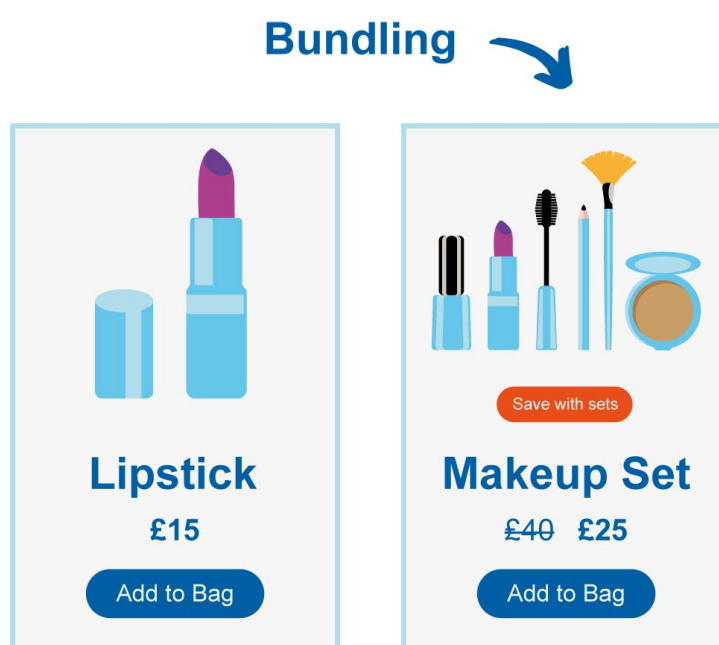 Bundling
Lipstick
£15
Add to Bag
Save with sets
Makeup Set
£40 £25
Add to Bag